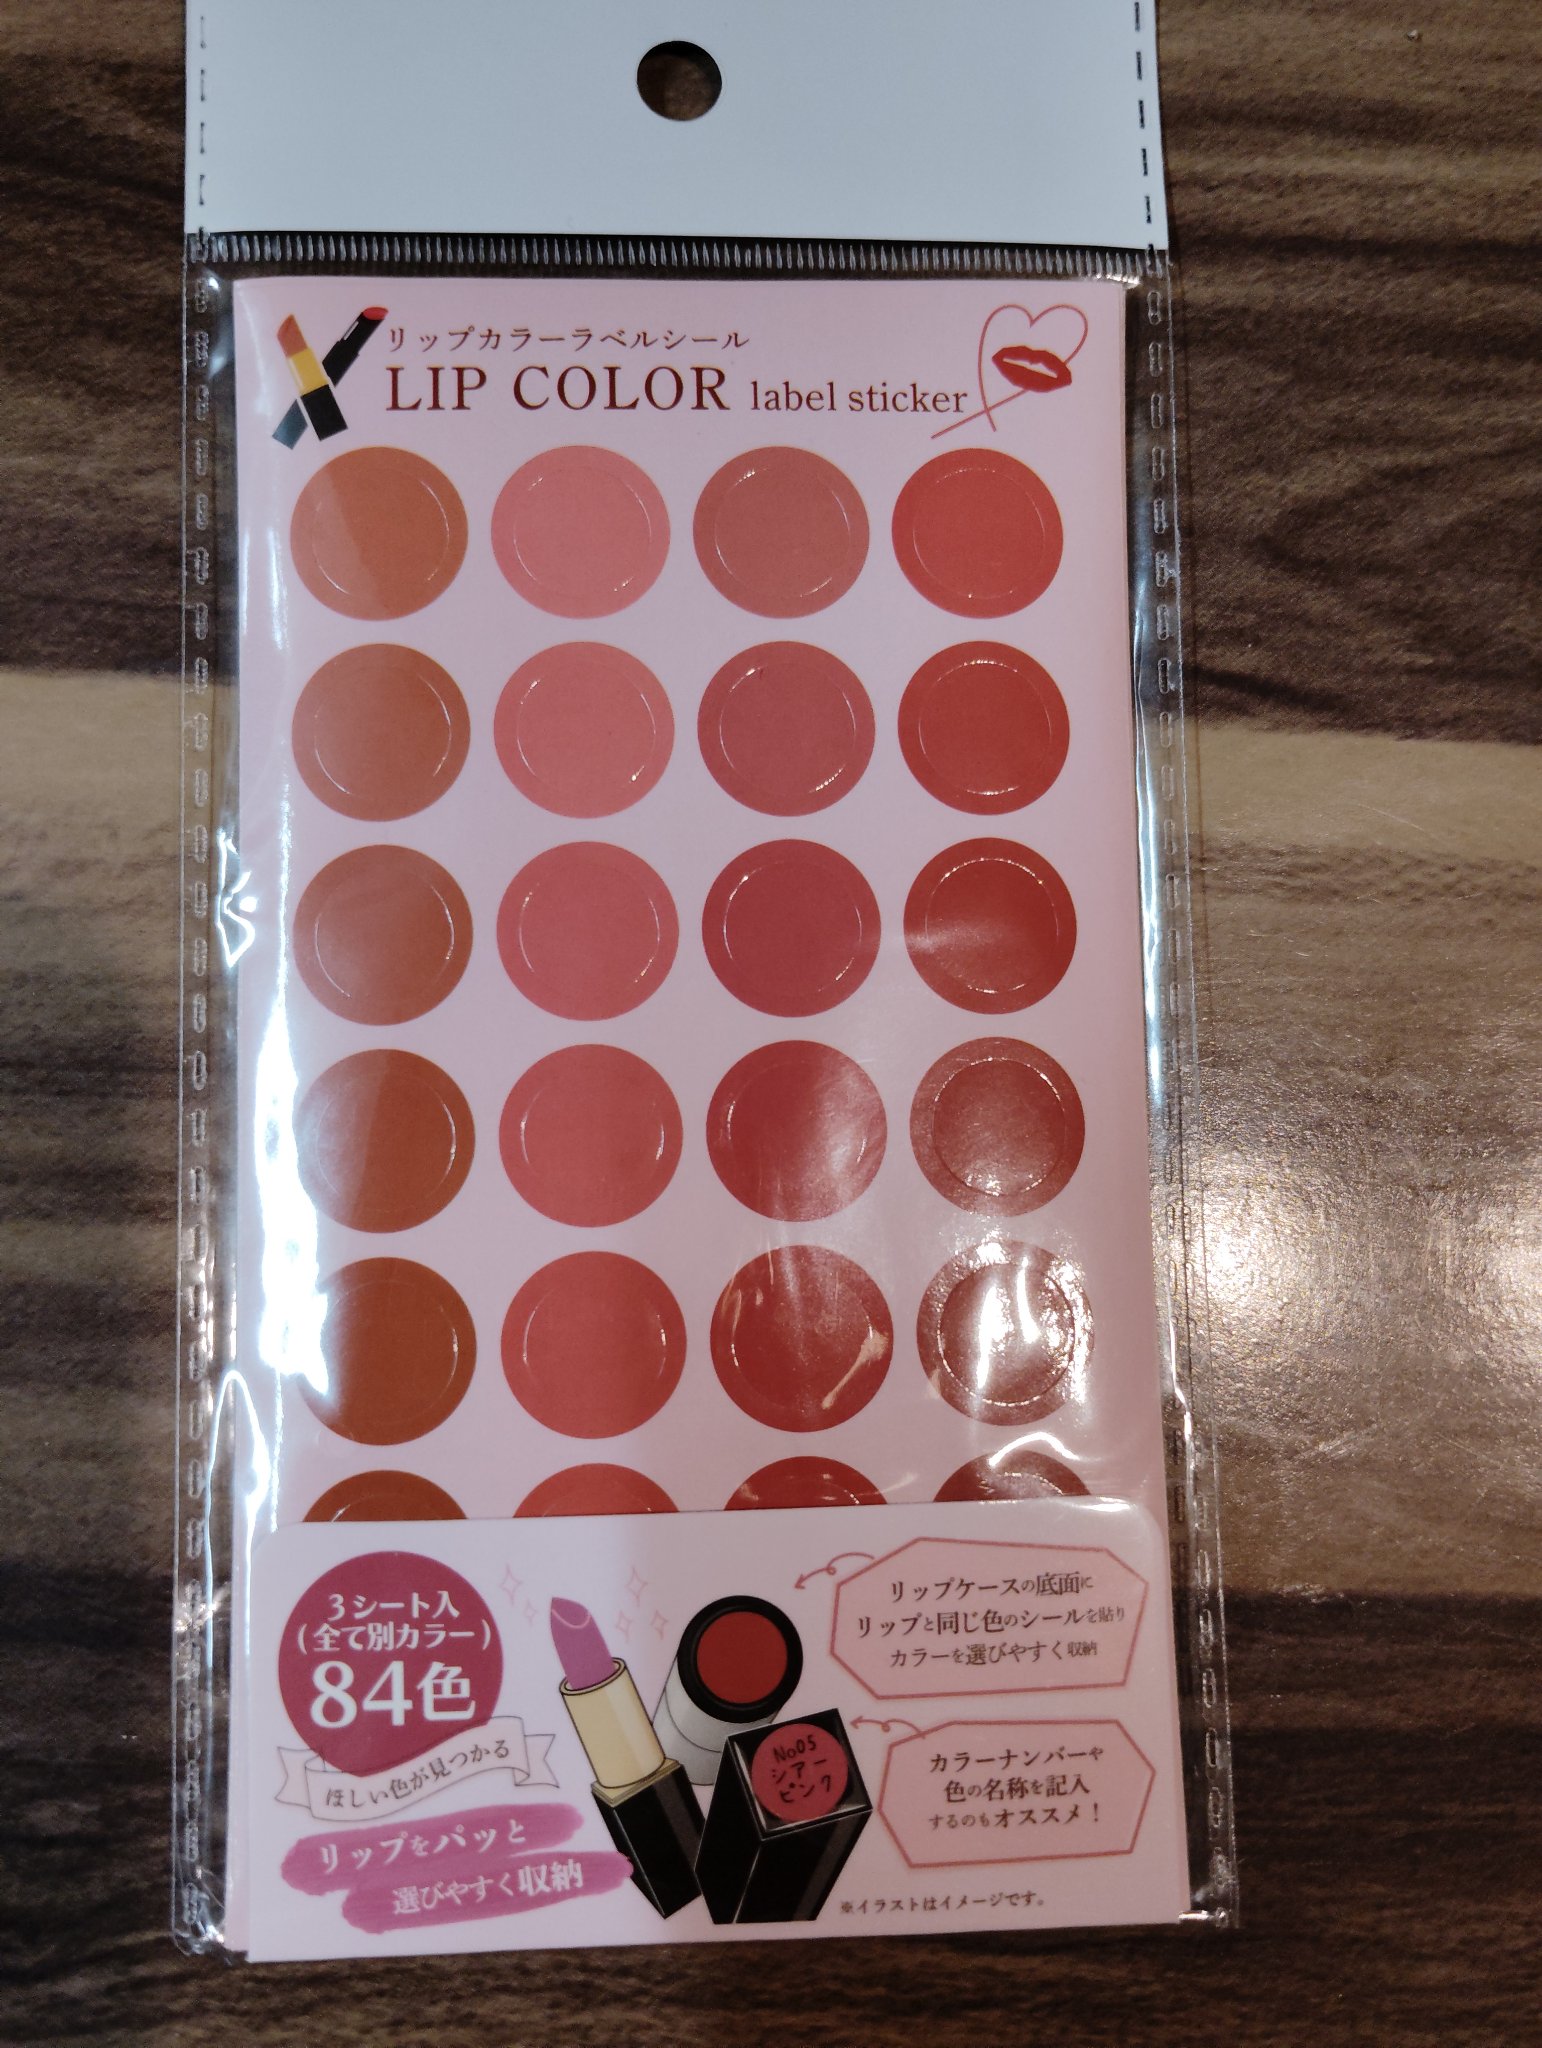 リップカラーラベルシール
LIP COLOR label sticker
3シート入
(全て別カラー)
84色
ほしい色が見つかる
リップをパッと
選びやすく収納
リップケースの底面に
リップと同じ色のシールを貼り
カラーを選びやすく収納
No05
シアー
ピンク
カラーナンバーや
色の名称を記入
するのもオススメ!
※イラストはイメージです。